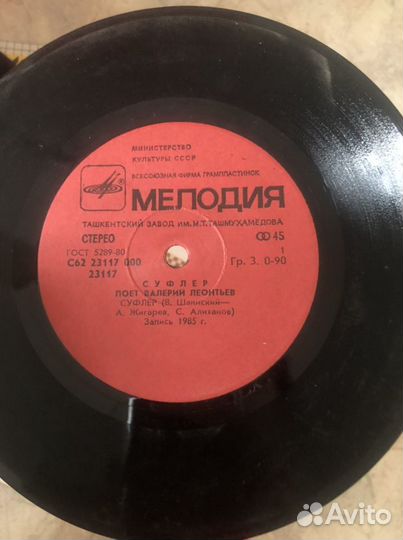 МИНИСТЕРСТВО
КУЛЬТУРЫ СССР
ВСЕСОЮЗНАЯ ФИРМА ГРАМПЛАСТИНОК
МЕЛОДИЯ
ТАШКЕНТСКИЙ ЗАВОД ИМ. М.Т. ТАШМУХАМЕДОВА
СТЕРЕО
45
ГОСТ 5289-80
1
С62 23117 000
Гр. 3. 0-90
23117
СУФЛЕР
ПОЕТ ВАЛЕРИЙ ЛЕОНТЬЕВ
СУФЛЕР (В. Шаинский—
А. Жигарев, С. Алиханов)
Запись 1985 г.
Avito